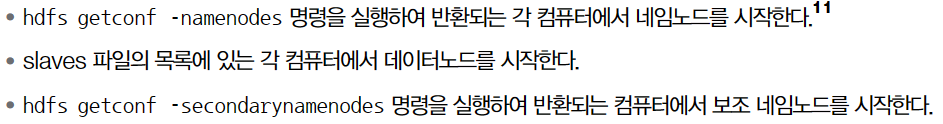 • hdfs getconf -namenodes 명령을 실행하여 반환되는 각 컴퓨터에서 네임노드를 시작한다.11
• slaves 파일의 목록에 있는 각 컴퓨터에서 데이터노드를 시작한다.
• hdfs getconf -secondarynamenodes 명령을 실행하여 반환되는 컴퓨터에서 보조 네임노드를 시작한다.